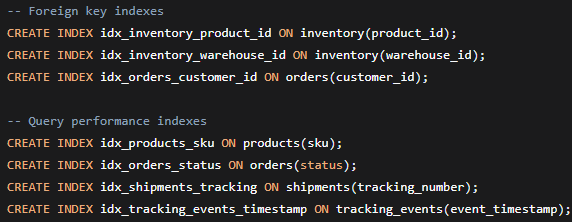 -- Foreign key indexes
CREATE INDEX idx_inventory_product_id ON inventory(product_id);
CREATE INDEX idx_inventory_warehouse_id ON inventory(warehouse_id);
CREATE INDEX idx_orders_customer_id ON orders(customer_id);
-- Query performance indexes
CREATE INDEX idx_products_sku ON products(sku);
CREATE INDEX idx_orders_status ON orders(status);
CREATE INDEX idx_shipments_tracking ON shipments(tracking_number);
CREATE INDEX idx_tracking_events_timestamp ON tracking_events(event_timestamp);